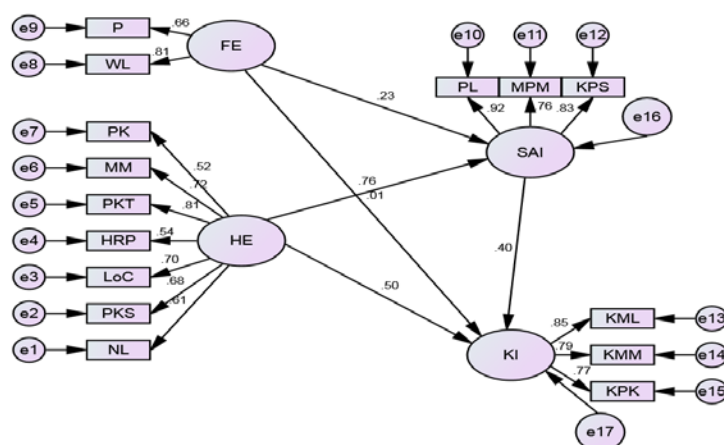 e9 P .66 FE
e8 WL .81
e10 e11 e12
PL MPM KPS
.92 .76 .83
e16
SAI
.23
e7 PK
.52
e6 MM
.72
e5 PKT
.81
e4 HRP
.54
HE
.76
.01
e3 LoC
.70
.68
e2 PKS
.61
e1 NL
.50
.40
KI
.85 KML e13
.79 KMM e14
.77 KPK e15
e17